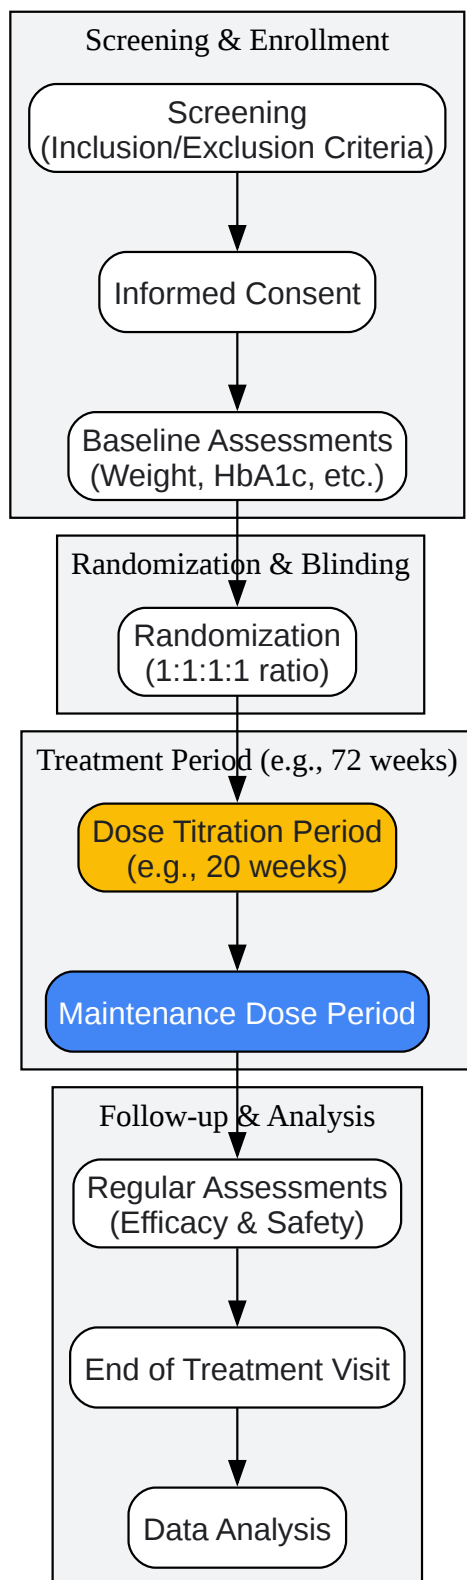 Screening & Enrollment
Screening
(Inclusion/Exclusion Criteria)
Informed Consent
Baseline Assessments
(Weight, HbA1c, etc.)
Randomization & Blinding
Randomization
(1:1:1:1 ratio)
Treatment Period (e.g., 72 weeks)
Dose Titration Period
(e.g., 20 weeks)
Maintenance Dose Period
Follow-up & Analysis
Regular Assessments
(Efficacy & Safety)
End of Treatment Visit
Data Analysis